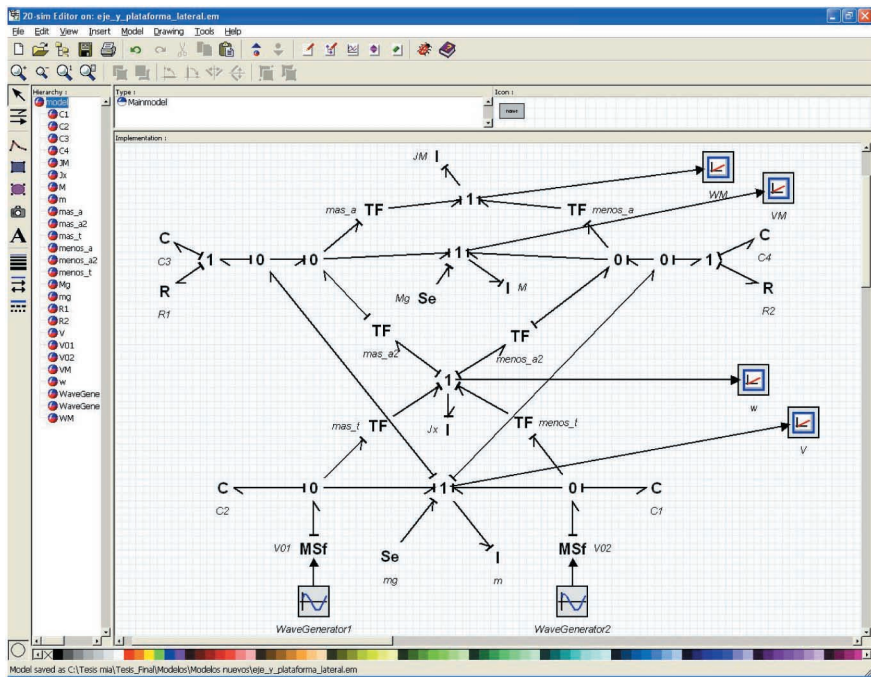 20-sim Editor on: eje_y_plataforma_lateral.em
File Edit View Insert Model Drawing Tools Help
Hierarchy :
model
C1
C2
C3
C4
JM
Jx
M
m
mas_a
mas_a2
mas_t
menos_a
menos_a2
menos_t
Mg
mg
R1
R2
V
V01
V02
VM
w
WaveGene
WaveGene
WM
Type :
Mainmodel
Icon :
name
Implementation :
JM I
WM
VM
mas_a TF 1 TF menos_a
C C3 1 0 0 1 0 0 1 C C4
R R1
Mg Se I M
R R2
TF mas_a2
TF menos_a2
1
w
mas_t TF Jx I TF menos_t
V
C 0 1 0 C
C2 C1
V01 MSf Se I MSf V02
mg m
WaveGenerator1 WaveGenerator2
A
Model saved as C:\Tesis mia\Tesis_Final\Modelos\Modelos nuevos\eje_y_plataforma_lateral.em